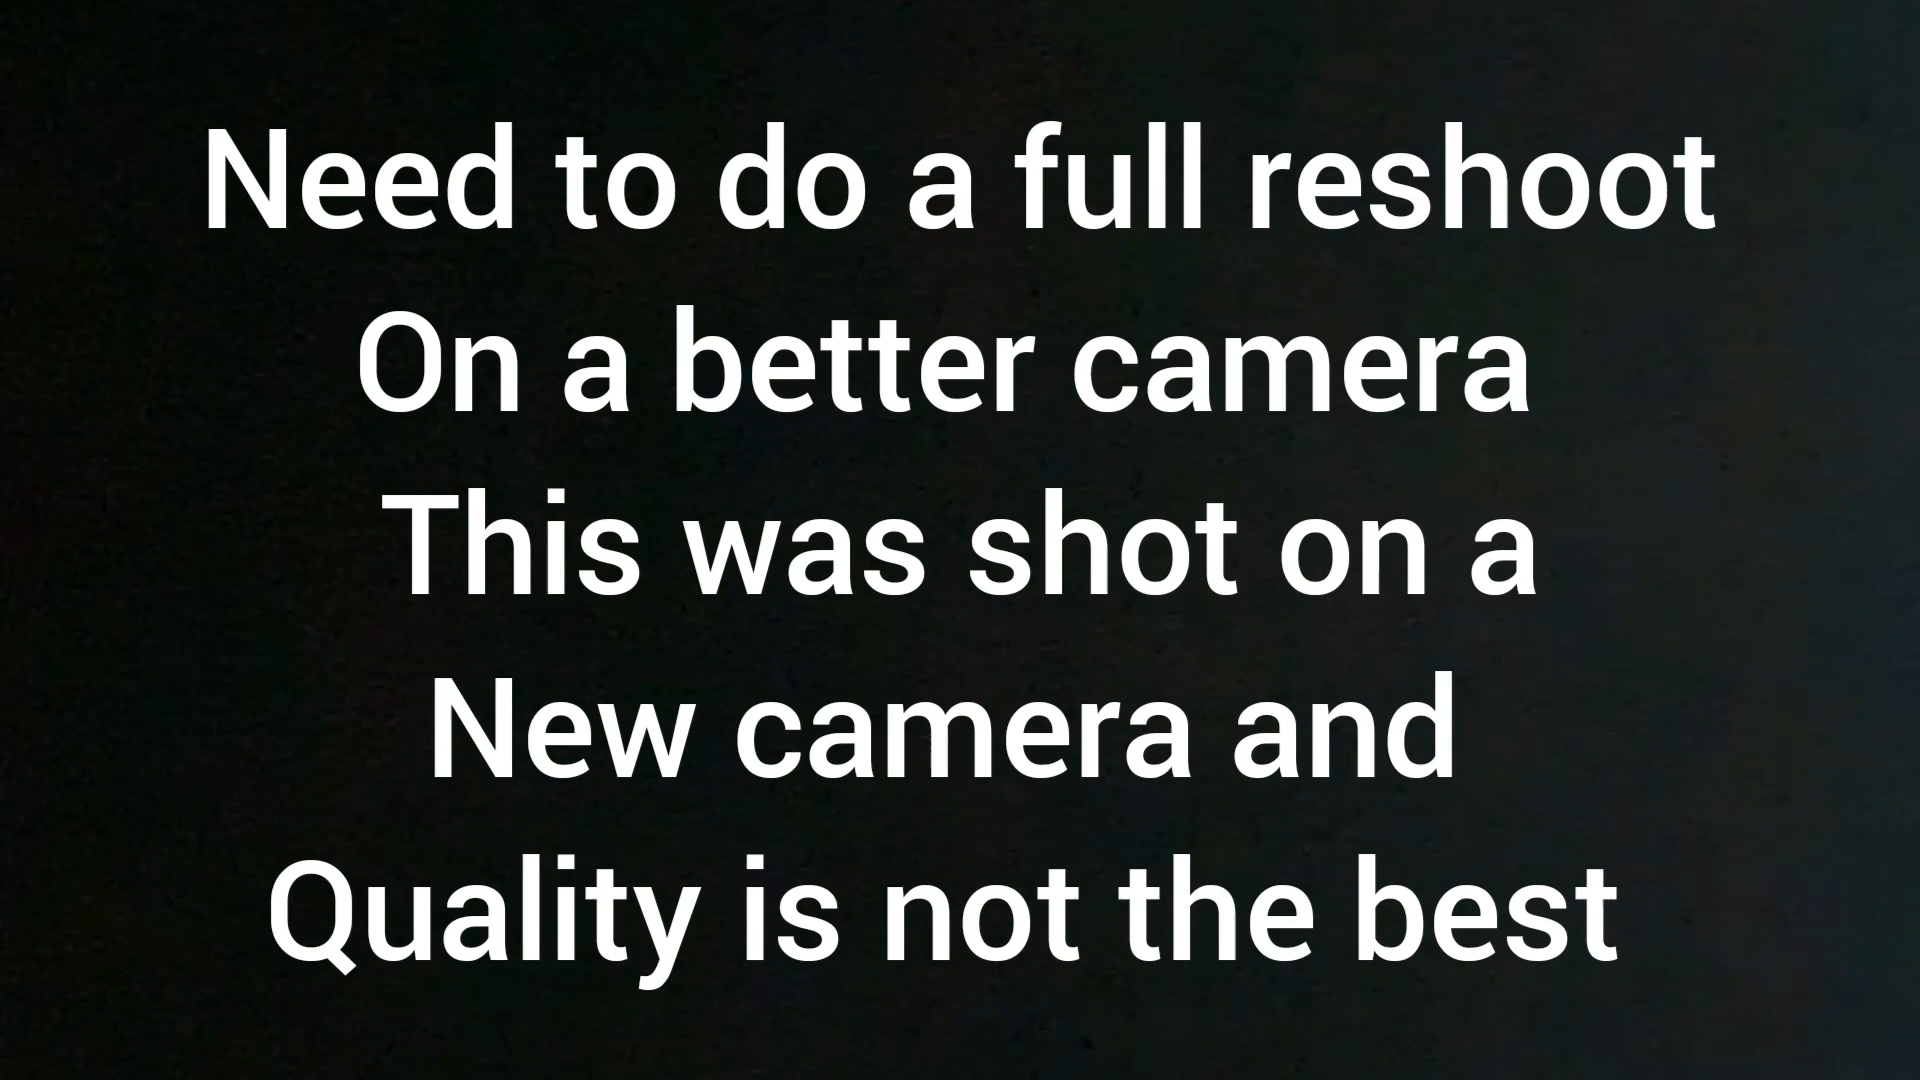 Need to do a full reshoot
On a better camera
This was shot on a
New camera and
Quality is not the best